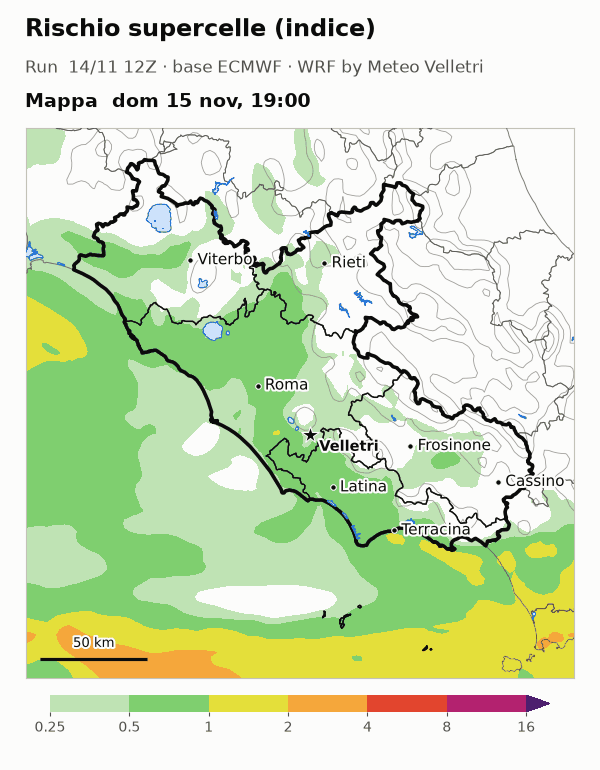 Rischio supercelle (indice)
Run  14/11 12Z · base ECMWF · WRF by Meteo Velletri
Mappa  dom 15 nov, 19:00
Viterbo
Rieti
Roma
Velletri
Frosinone
Cassino
Latina
Terracina
50 km
0.25 0.5 1 2 4 8 16